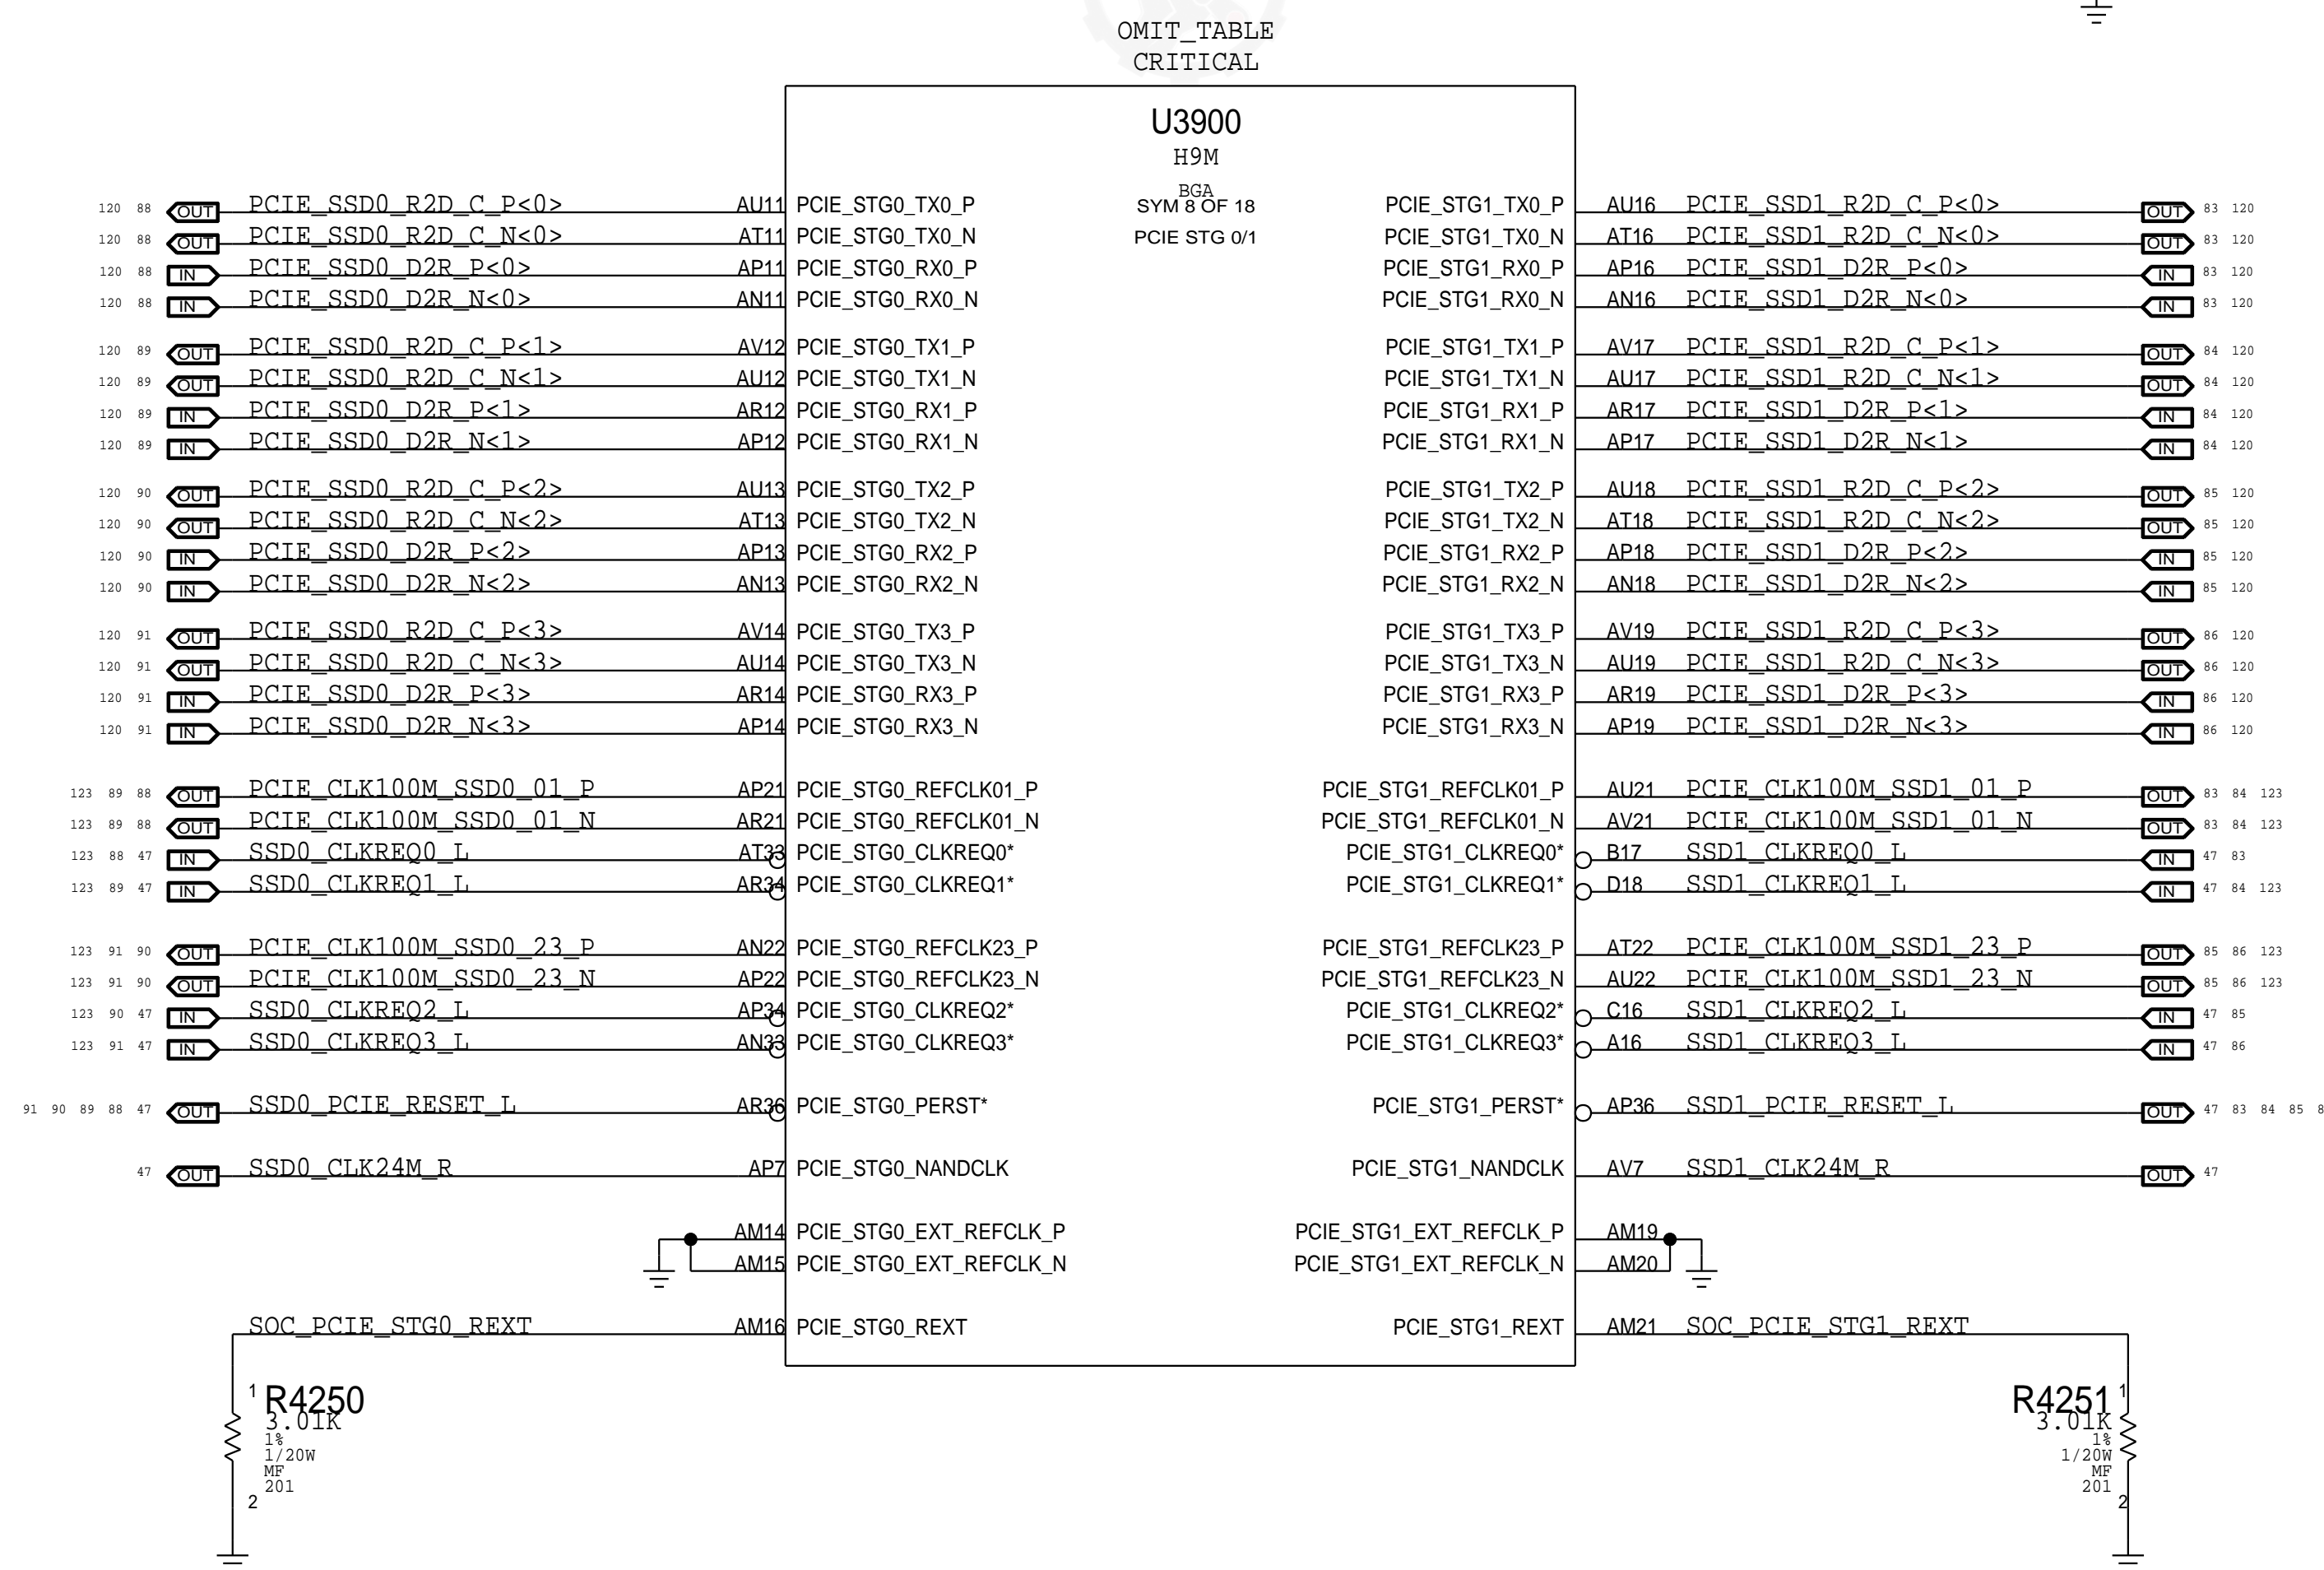 OMIT_TABLE
CRITICAL
U3900
H9M
BGA
SYM 8 OF 18
PCIE STG 0/1
120 88 OUT PCIE_SSD0_R2D_C_P<0> AU11 PCIE_STG0_TX0_P PCIE_STG1_TX0_P AU16 PCIE_SSD1_R2D_C_P<0> OUT 83 120
120 88 OUT PCIE_SSD0_R2D_C_N<0> AT11 PCIE_STG0_TX0_N PCIE_STG1_TX0_N AT16 PCIE_SSD1_R2D_C_N<0> OUT 83 120
120 88 IN PCIE_SSD0_D2R_P<0> AP11 PCIE_STG0_RX0_P PCIE_STG1_RX0_P AP16 PCIE_SSD1_D2R_P<0> IN 83 120
120 88 IN PCIE_SSD0_D2R_N<0> AN11 PCIE_STG0_RX0_N PCIE_STG1_RX0_N AN16 PCIE_SSD1_D2R_N<0> IN 83 120
120 89 OUT PCIE_SSD0_R2D_C_P<1> AV12 PCIE_STG0_TX1_P PCIE_STG1_TX1_P AV17 PCIE_SSD1_R2D_C_P<1> OUT 84 120
120 89 OUT PCIE_SSD0_R2D_C_N<1> AU12 PCIE_STG0_TX1_N PCIE_STG1_TX1_N AU17 PCIE_SSD1_R2D_C_N<1> OUT 84 120
120 89 IN PCIE_SSD0_D2R_P<1> AR12 PCIE_STG0_RX1_P PCIE_STG1_RX1_P AR17 PCIE_SSD1_D2R_P<1> IN 84 120
120 89 IN PCIE_SSD0_D2R_N<1> AP12 PCIE_STG0_RX1_N PCIE_STG1_RX1_N AP17 PCIE_SSD1_D2R_N<1> IN 84 120
120 90 OUT PCIE_SSD0_R2D_C_P<2> AU13 PCIE_STG0_TX2_P PCIE_STG1_TX2_P AU18 PCIE_SSD1_R2D_C_P<2> OUT 85 120
120 90 OUT PCIE_SSD0_R2D_C_N<2> AT13 PCIE_STG0_TX2_N PCIE_STG1_TX2_N AT18 PCIE_SSD1_R2D_C_N<2> OUT 85 120
120 90 IN PCIE_SSD0_D2R_P<2> AP13 PCIE_STG0_RX2_P PCIE_STG1_RX2_P AP18 PCIE_SSD1_D2R_P<2> IN 85 120
120 90 IN PCIE_SSD0_D2R_N<2> AN13 PCIE_STG0_RX2_N PCIE_STG1_RX2_N AN18 PCIE_SSD1_D2R_N<2> IN 85 120
120 91 OUT PCIE_SSD0_R2D_C_P<3> AV14 PCIE_STG0_TX3_P PCIE_STG1_TX3_P AV19 PCIE_SSD1_R2D_C_P<3> OUT 86 120
120 91 OUT PCIE_SSD0_R2D_C_N<3> AU14 PCIE_STG0_TX3_N PCIE_STG1_TX3_N AU19 PCIE_SSD1_R2D_C_N<3> OUT 86 120
120 91 IN PCIE_SSD0_D2R_P<3> AR14 PCIE_STG0_RX3_P PCIE_STG1_RX3_P AR19 PCIE_SSD1_D2R_P<3> IN 86 120
120 91 IN PCIE_SSD0_D2R_N<3> AP14 PCIE_STG0_RX3_N PCIE_STG1_RX3_N AP19 PCIE_SSD1_D2R_N<3> IN 86 120
123 89 88 OUT PCIE_CLK100M_SSD0_01_P AP21 PCIE_STG0_REFCLK01_P PCIE_STG1_REFCLK01_P AU21 PCIE_CLK100M_SSD1_01_P OUT 83 84 123
123 89 88 OUT PCIE_CLK100M_SSD0_01_N AR21 PCIE_STG0_REFCLK01_N PCIE_STG1_REFCLK01_N AV21 PCIE_CLK100M_SSD1_01_N OUT 83 84 123
123 88 47 IN SSD0_CLKREQ0_L AT33 PCIE_STG0_CLKREQ0* PCIE_STG1_CLKREQ0* B17 SSD1_CLKREQ0_L IN 47 83
123 89 47 IN SSD0_CLKREQ1_L AR34 PCIE_STG0_CLKREQ1* PCIE_STG1_CLKREQ1* D18 SSD1_CLKREQ1_L IN 47 84 123
123 91 90 OUT PCIE_CLK100M_SSD0_23_P AN22 PCIE_STG0_REFCLK23_P PCIE_STG1_REFCLK23_P AT22 PCIE_CLK100M_SSD1_23_P OUT 85 86 123
123 91 90 OUT PCIE_CLK100M_SSD0_23_N AP22 PCIE_STG0_REFCLK23_N PCIE_STG1_REFCLK23_N AU22 PCIE_CLK100M_SSD1_23_N OUT 85 86 123
123 90 47 IN SSD0_CLKREQ2_L AP34 PCIE_STG0_CLKREQ2* PCIE_STG1_CLKREQ2* C16 SSD1_CLKREQ2_L IN 47 85
123 91 47 IN SSD0_CLKREQ3_L AN33 PCIE_STG0_CLKREQ3* PCIE_STG1_CLKREQ3* A16 SSD1_CLKREQ3_L IN 47 86
91 90 89 88 47 OUT SSD0_PCIE_RESET_L AR36 PCIE_STG0_PERST* PCIE_STG1_PERST* AP36 SSD1_PCIE_RESET_L OUT 47 83 84 85
47 OUT SSD0_CLK24M_R AP7 PCIE_STG0_NANDCLK PCIE_STG1_NANDCLK AV7 SSD1_CLK24M_R OUT 47
AM14 PCIE_STG0_EXT_REFCLK_P PCIE_STG1_EXT_REFCLK_P AM19
AM15 PCIE_STG0_EXT_REFCLK_N PCIE_STG1_EXT_REFCLK_N AM20
SOC_PCIE_STG0_REXT AM16 PCIE_STG0_REXT PCIE_STG1_REXT AM21 SOC_PCIE_STG1_REXT
1 R4250
3.01K
1%
1/20W
MF
201
2
R4251 1
3.01K
1%
1/20W
MF
201
2